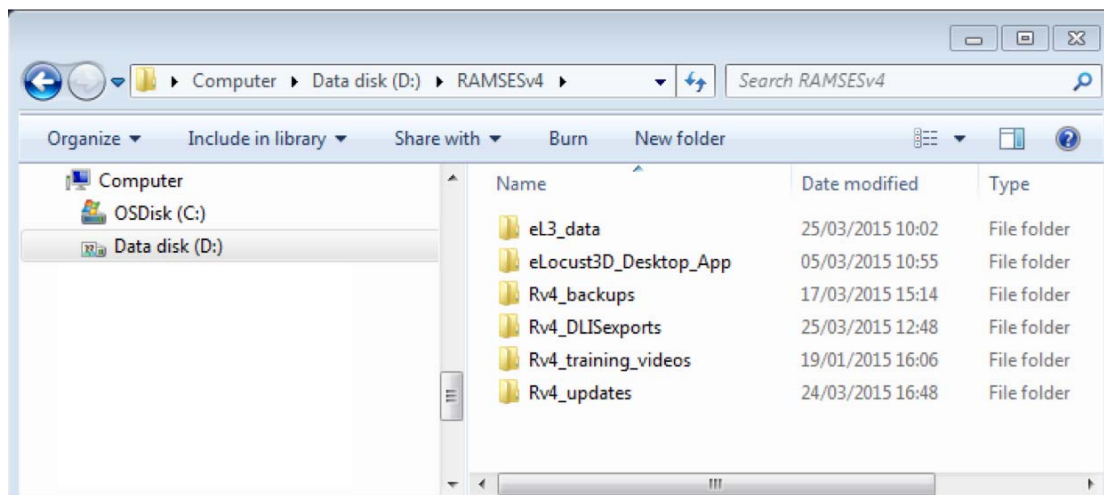 Computer Data disk (D:) RAMSESv4 Search RAMSESv4
Organize Include in library Share with Burn New folder
Computer
OSDisk (C:)
Data disk (D:)
Name Date modified Type
eL3_data 25/03/2015 10:02 File folder
eLocust3D_Desktop_App 05/03/2015 10:55 File folder
Rv4_backups 17/03/2015 15:14 File folder
Rv4_DLISexports 25/03/2015 12:48 File folder
Rv4_training_videos 19/01/2015 16:06 File folder
Rv4_updates 24/03/2015 16:48 File folder